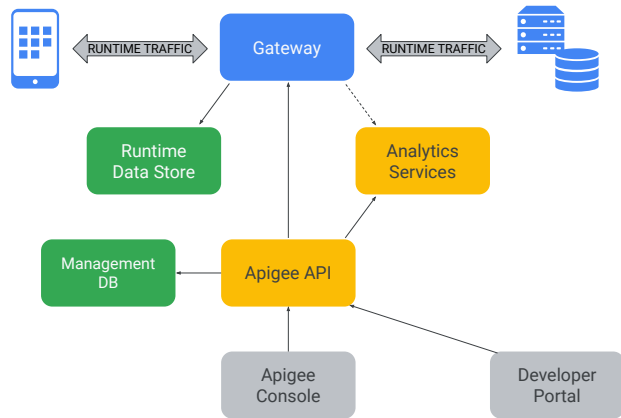 RUNTIME TRAFFIC
Gateway
RUNTIME TRAFFIC
Runtime
Data Store
Analytics
Services
Management
DB
Apigee API
Apigee
Console
Developer
Portal